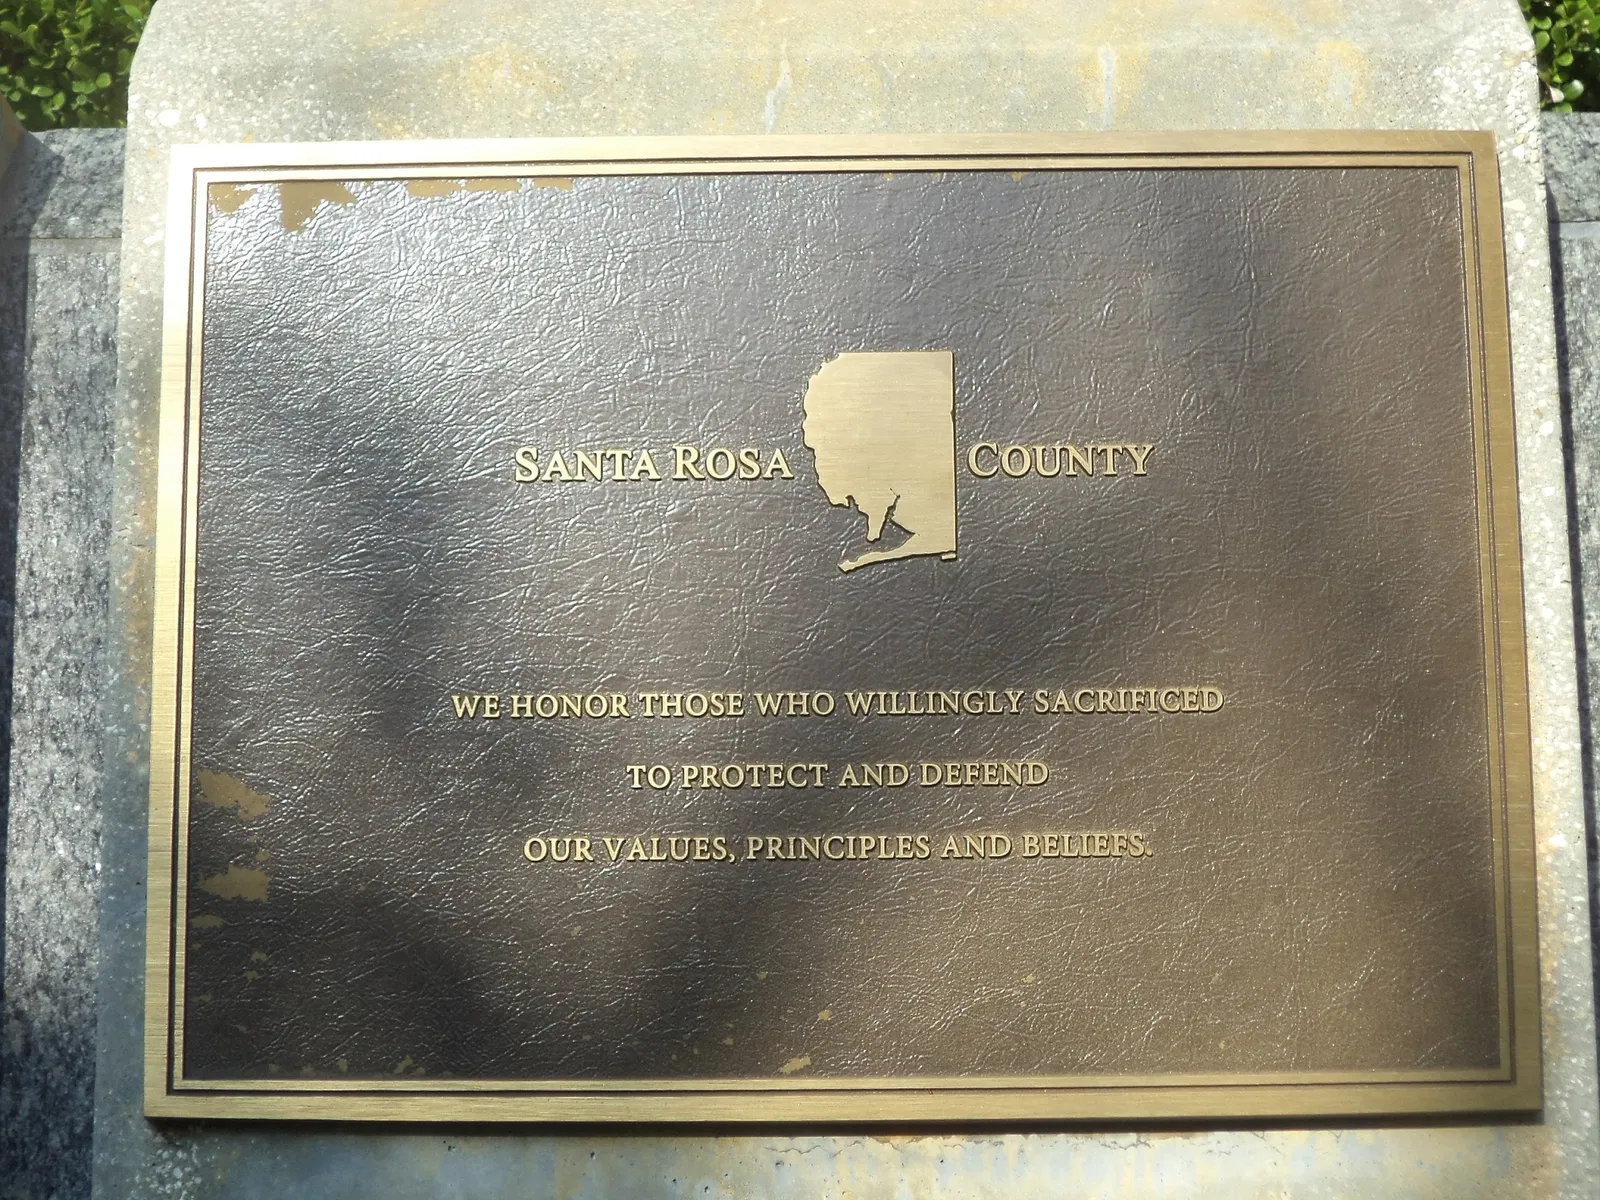 SANTA ROSA COUNTY
WE HONOR THOSE WHO WILLINGLY SACRIFICED
TO PROTECT AND DEFEND
OUR VALUES, PRINCIPLES AND BELIEFS.